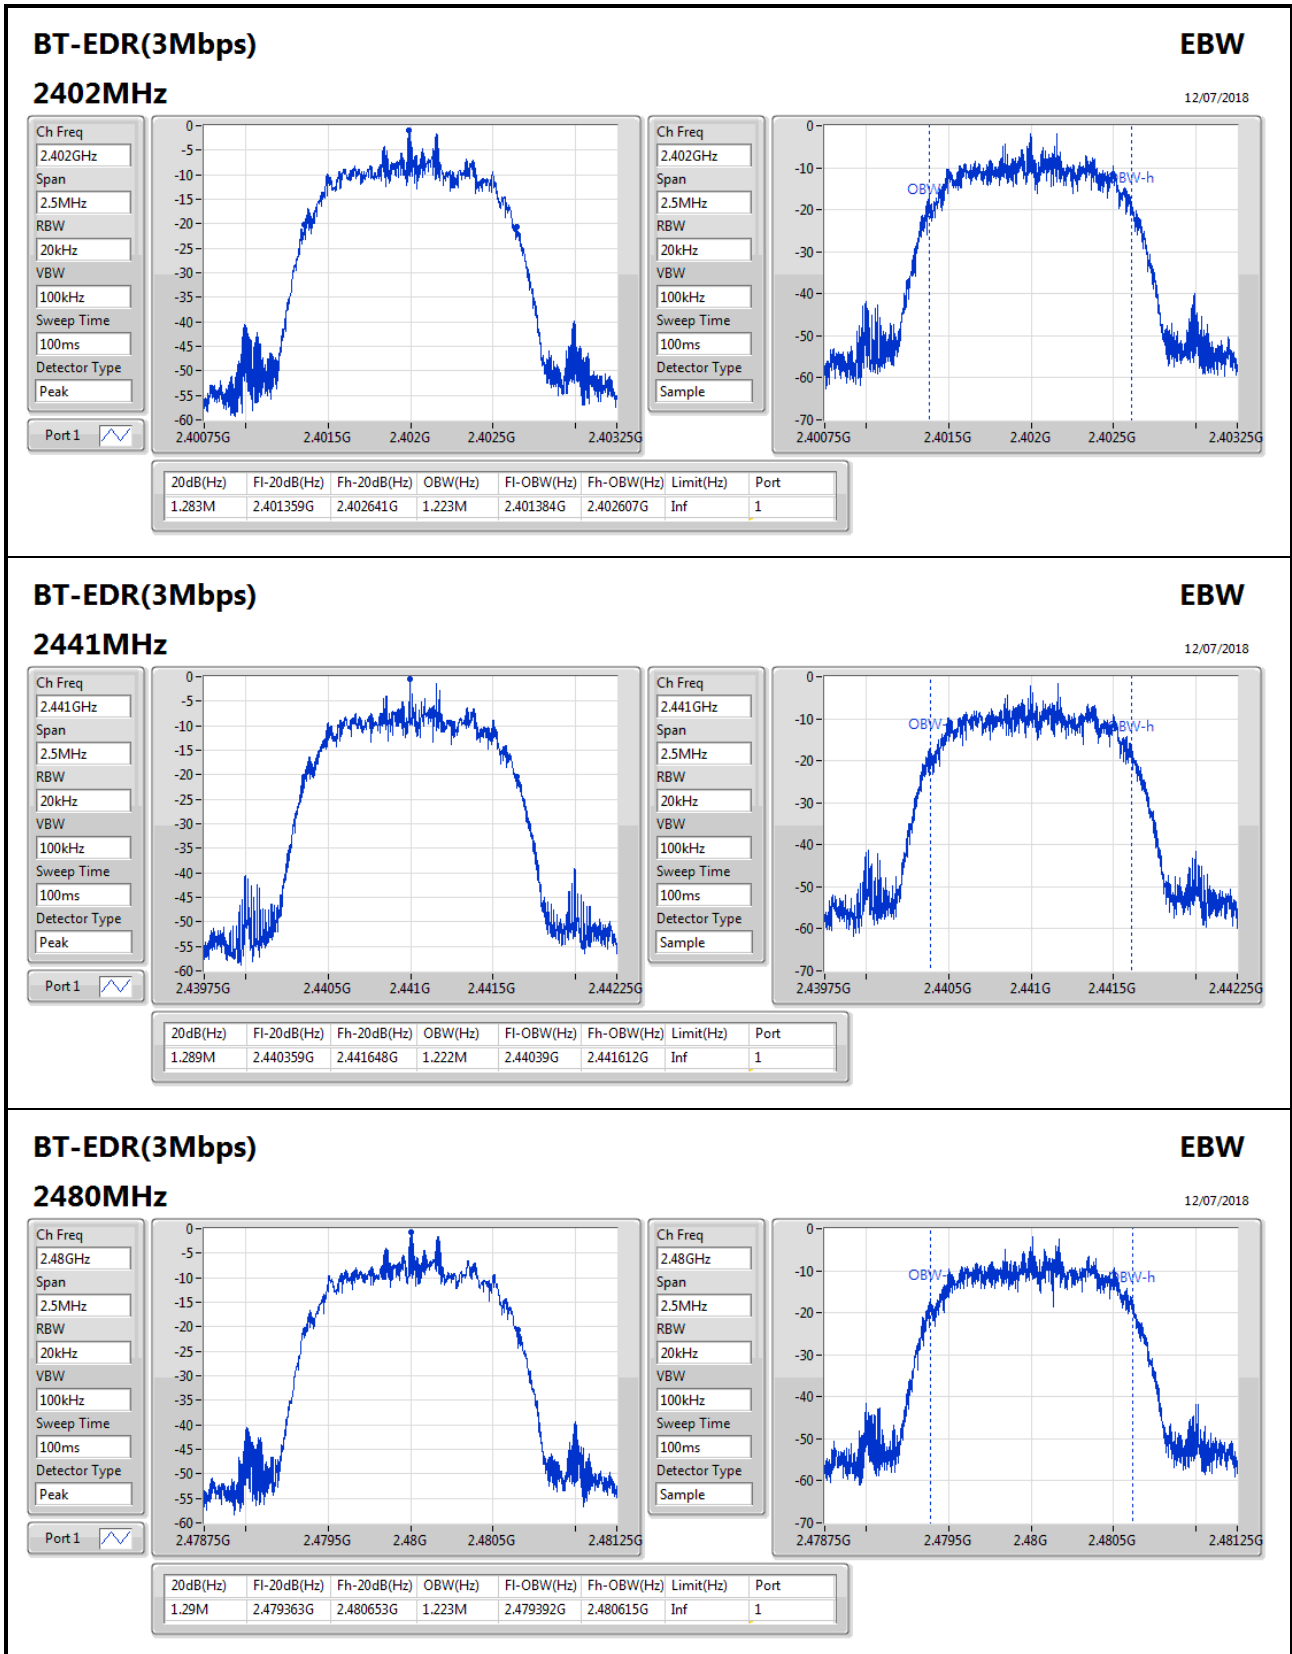 BT-EDR(3Mbps) EBW
2402MHz 12/07/2018
Ch Freq
2.402GHz
Span
2.5MHz
RBW
20kHz
VBW
100kHz
Sweep Time
100ms
Detector Type
Peak
Port 1
0
-5
-10
-15
-20
-25
-30
-35
-40
-45
-50
-55
-60
2.40075G 2.4015G 2.402G 2.4025G 2.40325G
Ch Freq
2.402GHz
Span
2.5MHz
RBW
20kHz
VBW
100kHz
Sweep Time
100ms
Detector Type
Sample
0
-10
-20
-30
-40
-50
-60
-70
OBW-h
2.40075G 2.4015G 2.402G 2.4025G 2.40325G
20dB(Hz) Fl-20dB(Hz) Fh-20dB(Hz) OBW(Hz) Fl-OBW(Hz) Fh-OBW(Hz) Limit(Hz) Port
1.283M 2.401359G 2.402641G 1.223M 2.401384G 2.402607G Inf 1
BT-EDR(3Mbps) EBW
2441MHz 12/07/2018
Ch Freq
2.441GHz
Span
2.5MHz
RBW
20kHz
VBW
100kHz
Sweep Time
100ms
Detector Type
Peak
Port 1
0
-5
-10
-15
-20
-25
-30
-35
-40
-45
-50
-55
-60
2.43975G 2.4405G 2.441G 2.4415G 2.44225G
Ch Freq
2.441GHz
Span
2.5MHz
RBW
20kHz
VBW
100kHz
Sweep Time
100ms
Detector Type
Sample
0
-10
-20
-30
-40
-50
-60
-70
OBW-h
2.43975G 2.4405G 2.441G 2.4415G 2.44225G
20dB(Hz) Fl-20dB(Hz) Fh-20dB(Hz) OBW(Hz) Fl-OBW(Hz) Fh-OBW(Hz) Limit(Hz) Port
1.289M 2.440359G 2.441648G 1.222M 2.44039G 2.441612G Inf 1
BT-EDR(3Mbps) EBW
2480MHz 12/07/2018
Ch Freq
2.48GHz
Span
2.5MHz
RBW
20kHz
VBW
100kHz
Sweep Time
100ms
Detector Type
Peak
Port 1
0
-5
-10
-15
-20
-25
-30
-35
-40
-45
-50
-55
-60
2.47875G 2.4795G 2.48G 2.4805G 2.48125G
Ch Freq
2.48GHz
Span
2.5MHz
RBW
20kHz
VBW
100kHz
Sweep Time
100ms
Detector Type
Sample
0
-10
-20
-30
-40
-50
-60
-70
OBW-h
2.47875G 2.4795G 2.48G 2.4805G 2.48125G
20dB(Hz) Fl-20dB(Hz) Fh-20dB(Hz) OBW(Hz) Fl-OBW(Hz) Fh-OBW(Hz) Limit(Hz) Port
1.29M 2.479363G 2.480653G 1.223M 2.479392G 2.480615G Inf 1